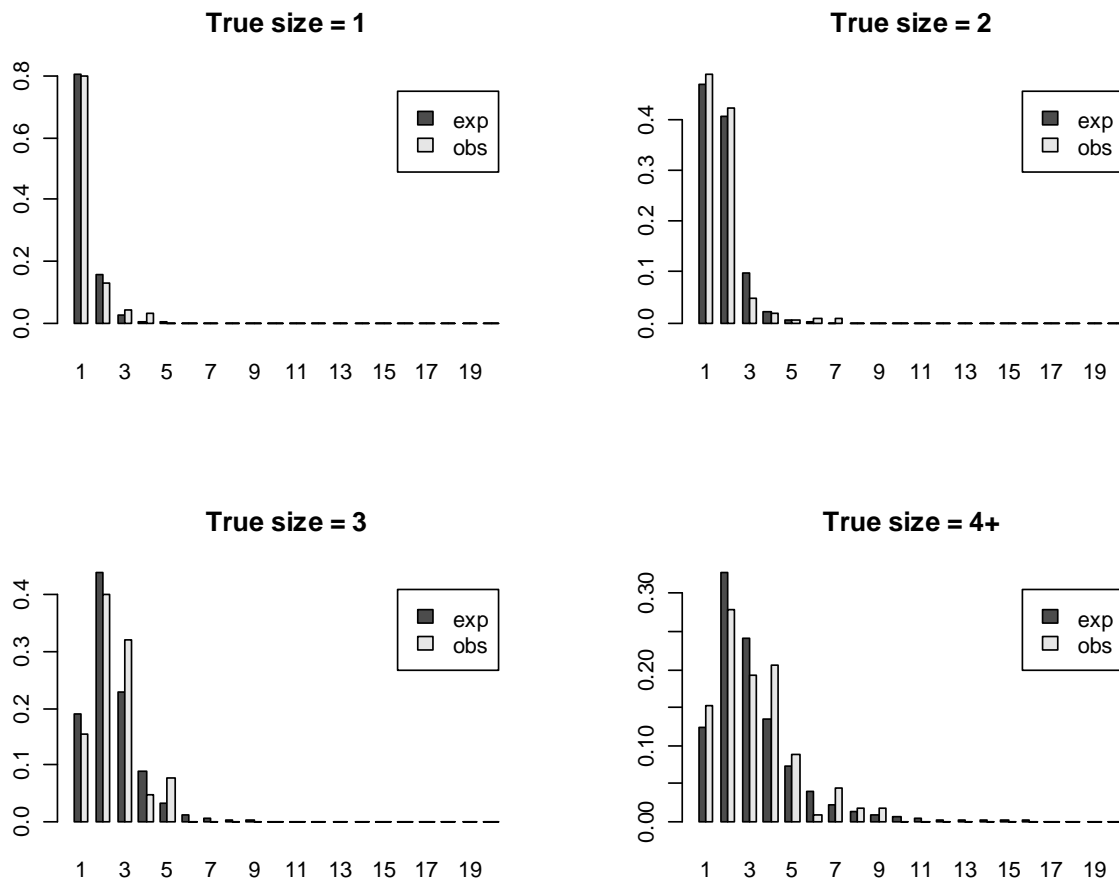 True size = 1
0.0 0.2 0.4 0.6 0.8
exp
obs
1 3 5 7 9 11 13 15 17 19
True size = 2
0.0 0.1 0.2 0.3 0.4
exp
obs
1 3 5 7 9 11 13 15 17 19
True size = 3
0.0 0.1 0.2 0.3 0.4
exp
obs
1 3 5 7 9 11 13 15 17 19
True size = 4+
0.00 0.10 0.20 0.30
exp
obs
1 3 5 7 9 11 13 15 17 19